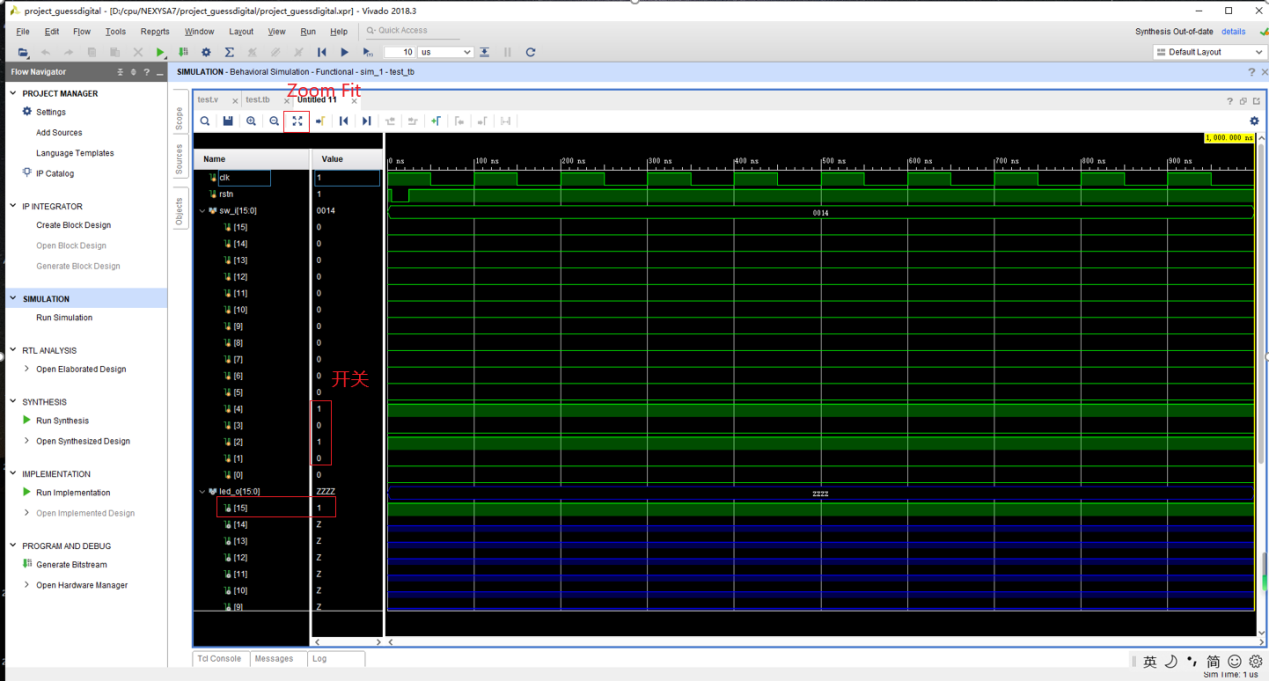 project_guessdigital - [D:/cpu/NEXYSA7/project_guessdigital/project_guessdigital.xpr] - Vivado 2018.3
File Edit Flow Tools Reports Window Layout View Run Help Q- Quick Access
Synthesis Out-of-date details
10 us
Default Layout
Flow Navigator
SIMULATION - Behavioral Simulation - Functional - sim_1 - test_tb
PROJECT MANAGER
Settings
Add Sources
Language Templates
IP Catalog
IP INTEGRATOR
Create Block Design
Open Block Design
Generate Block Design
SIMULATION
Run Simulation
RTL ANALYSIS
Open Elaborated Design
SYNTHESIS
Run Synthesis
Open Synthesized Design
IMPLEMENTATION
Run Implementation
Open Implemented Design
PROGRAM AND DEBUG
Generate Bitstream
Open Hardware Manager
Scope
Sources
Objects
Zoom Fit
test.v test.tb Untitled 11
1,000.000 ns
Name Value
0 ns 100 ns 200 ns 300 ns 400 ns 500 ns 600 ns 700 ns 800 ns 900 ns
clk 1
rstn 1
sw_i[15:0] 0014 0014
[15] 0
[14] 0
[13] 0
[12] 0
[11] 0
[10] 0
[9] 0
[8] 0
[7] 0
[6] 0
开关
[5] 0
[4] 1
[3] 0
[2] 1
[1] 0
[0] 0
led_o[15:0] ZZZZ ZZZZ
[15] 1
[14] Z
[13] Z
[12] Z
[11] Z
[10] Z
[9] Z
Tcl Console Messages Log
英 简
Sim Time: 1 us